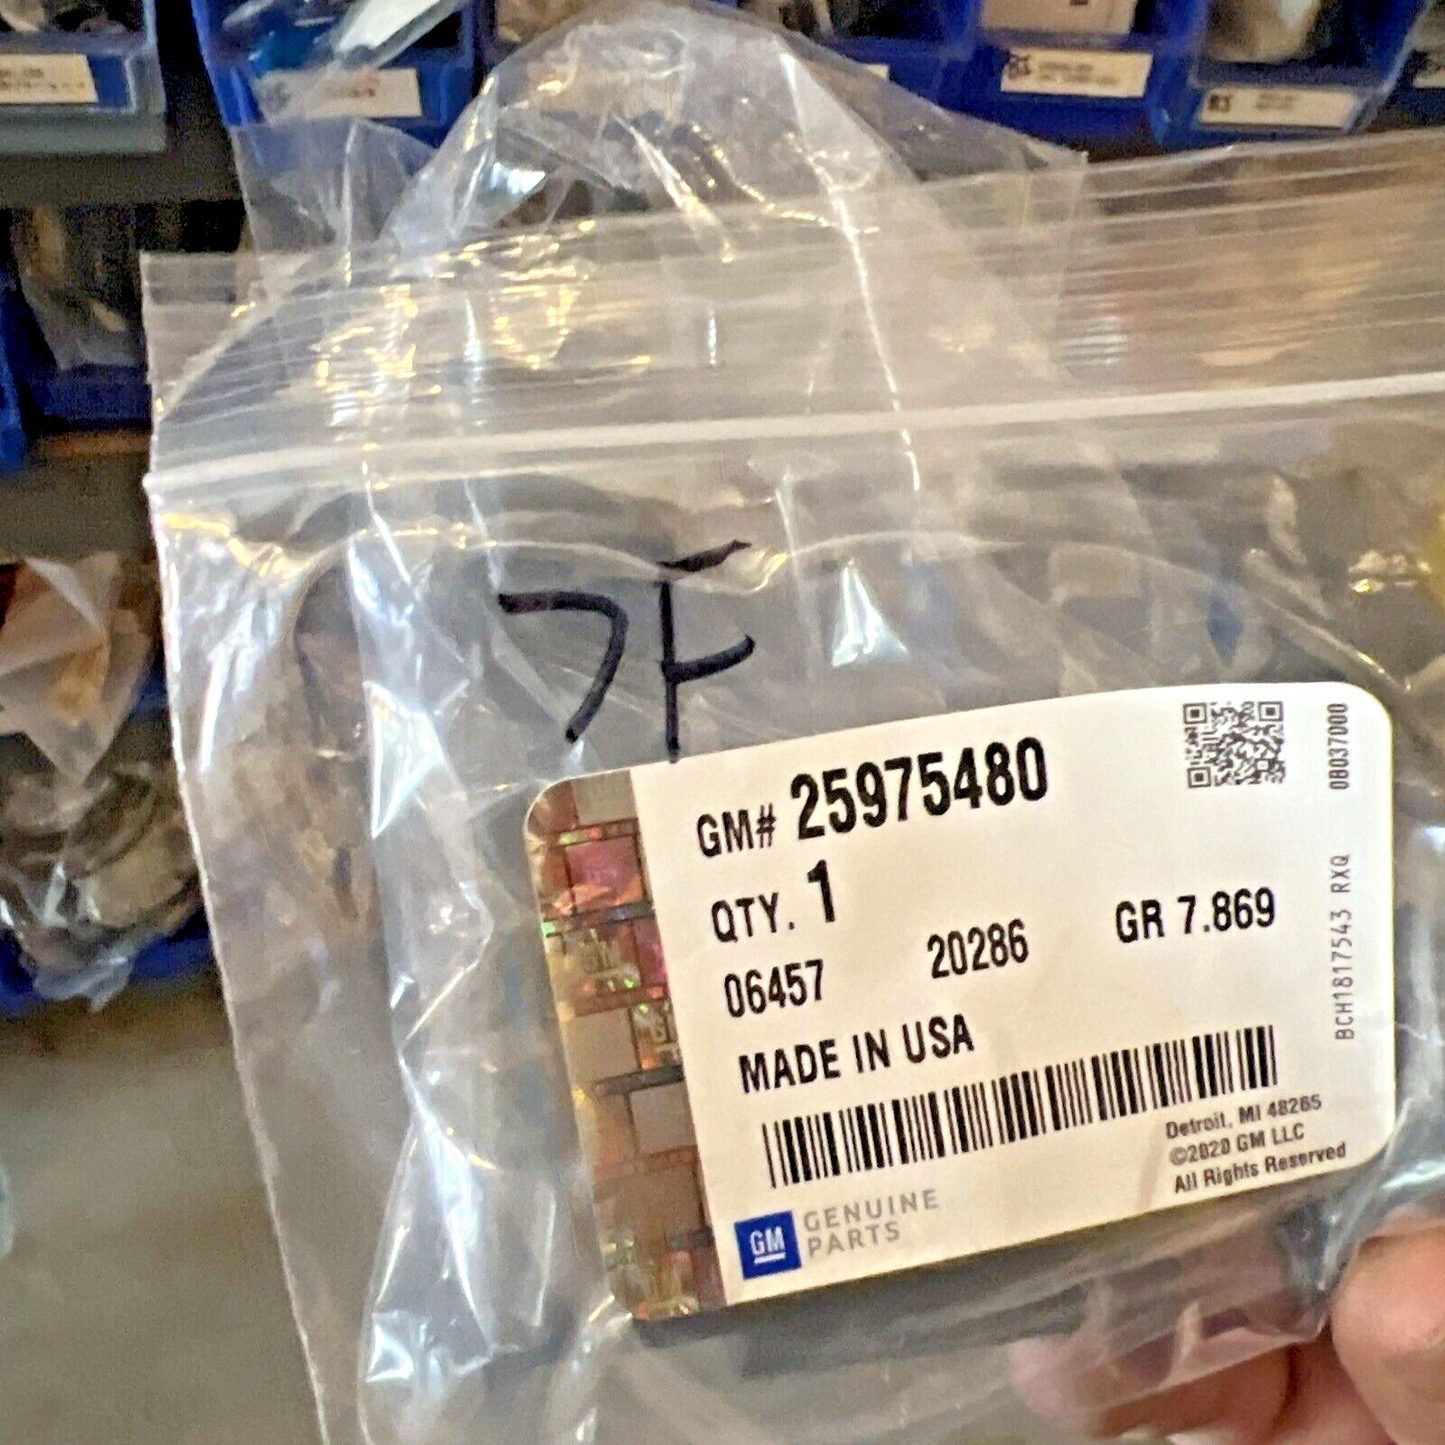 7F
GM# 25975480
QTY. 1
06457 20286 GR 7.869
MADE IN USA
Detroit, MI 48265
©2020 GM LLC
All Rights Reserved
GM GENUINE
PARTS
08037000
BCH1817543 RXQ